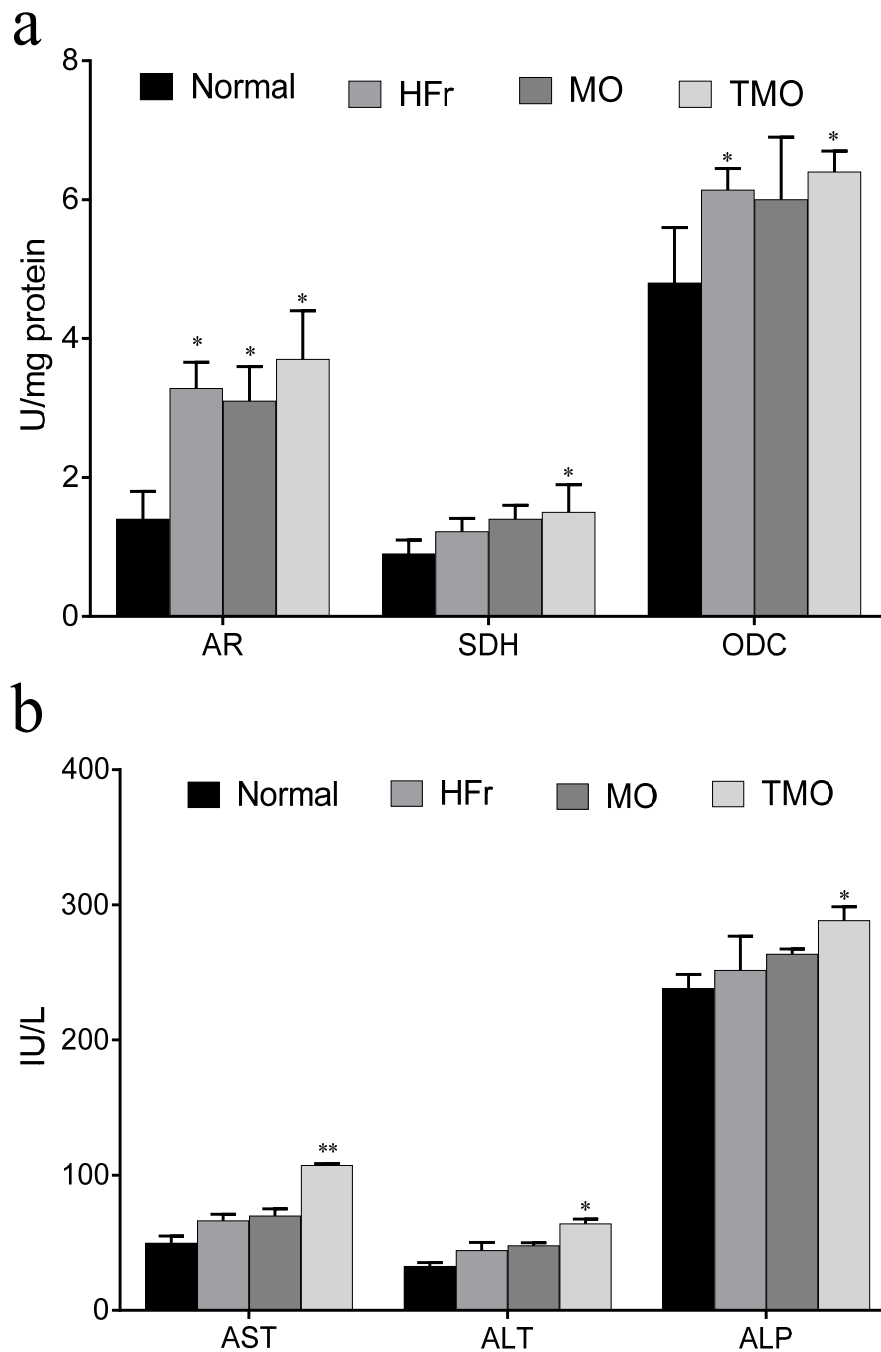 a
8
Normal HFr MO TMO
* *
6
U/mg protein
*
4
* *
2
*
0
AR SDH ODC
b
400
Normal HFr MO TMO
300
*
IU/L
200
100
**
*
0
AST ALT ALP